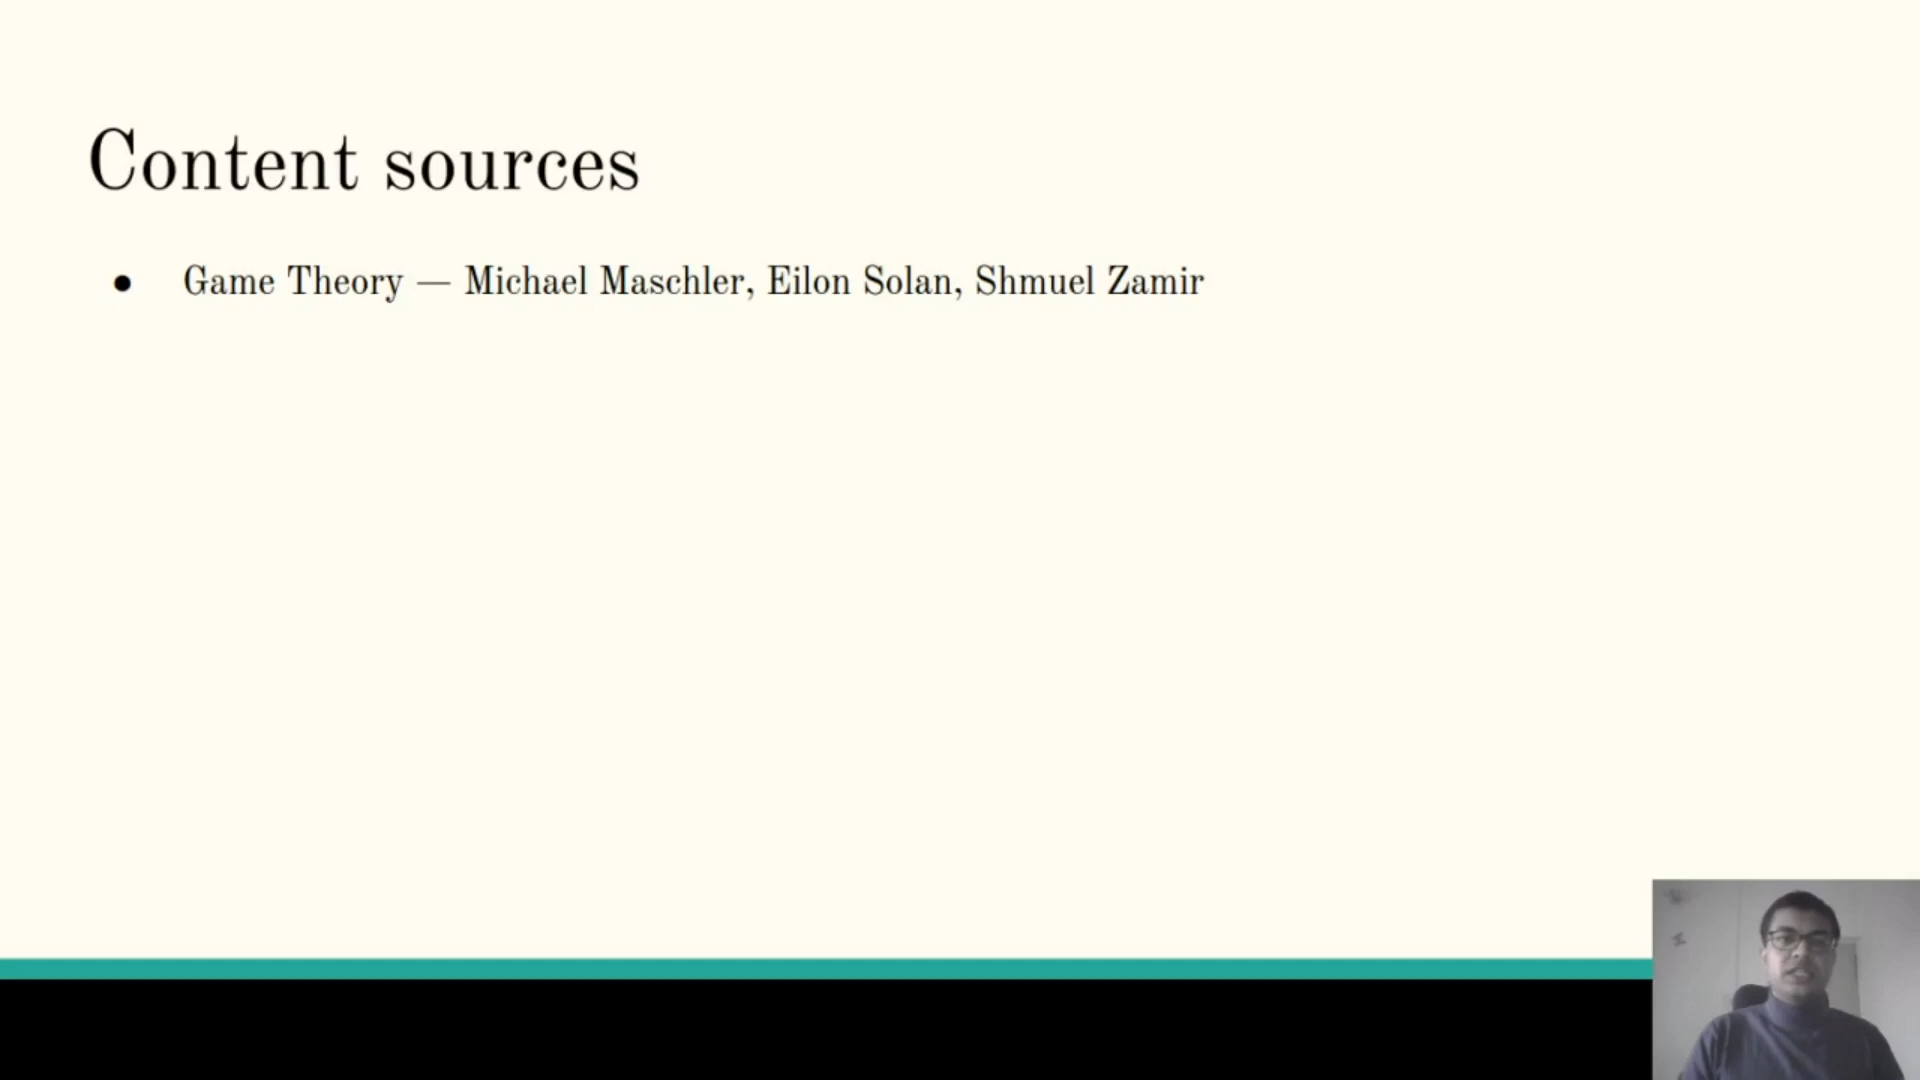 Content sources
● Game Theory — Michael Maschler, Eilon Solan, Shmuel Zamir